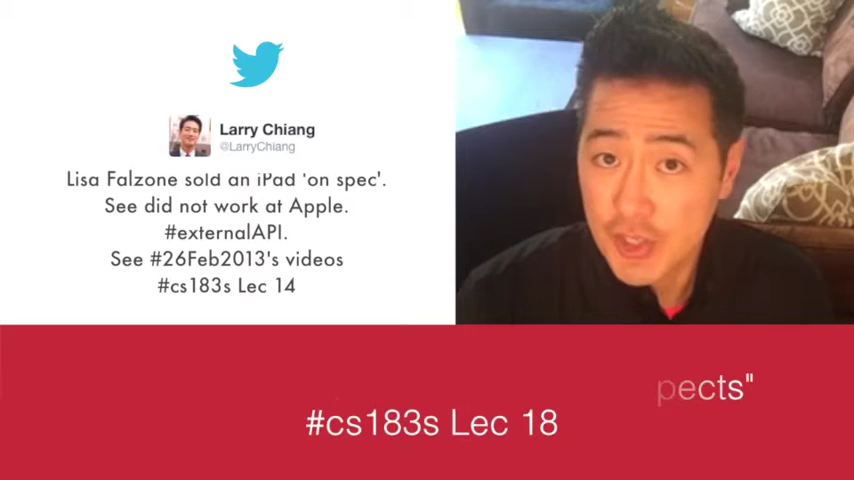 Larry Chiang
@LarryChiang
Lisa Falzone sold an iPad 'on spec'.
See did not work at Apple.
#externalAPI.
See #26Feb2013's videos
#cs183s Lec 14
pects"
#cs183s Lec 18